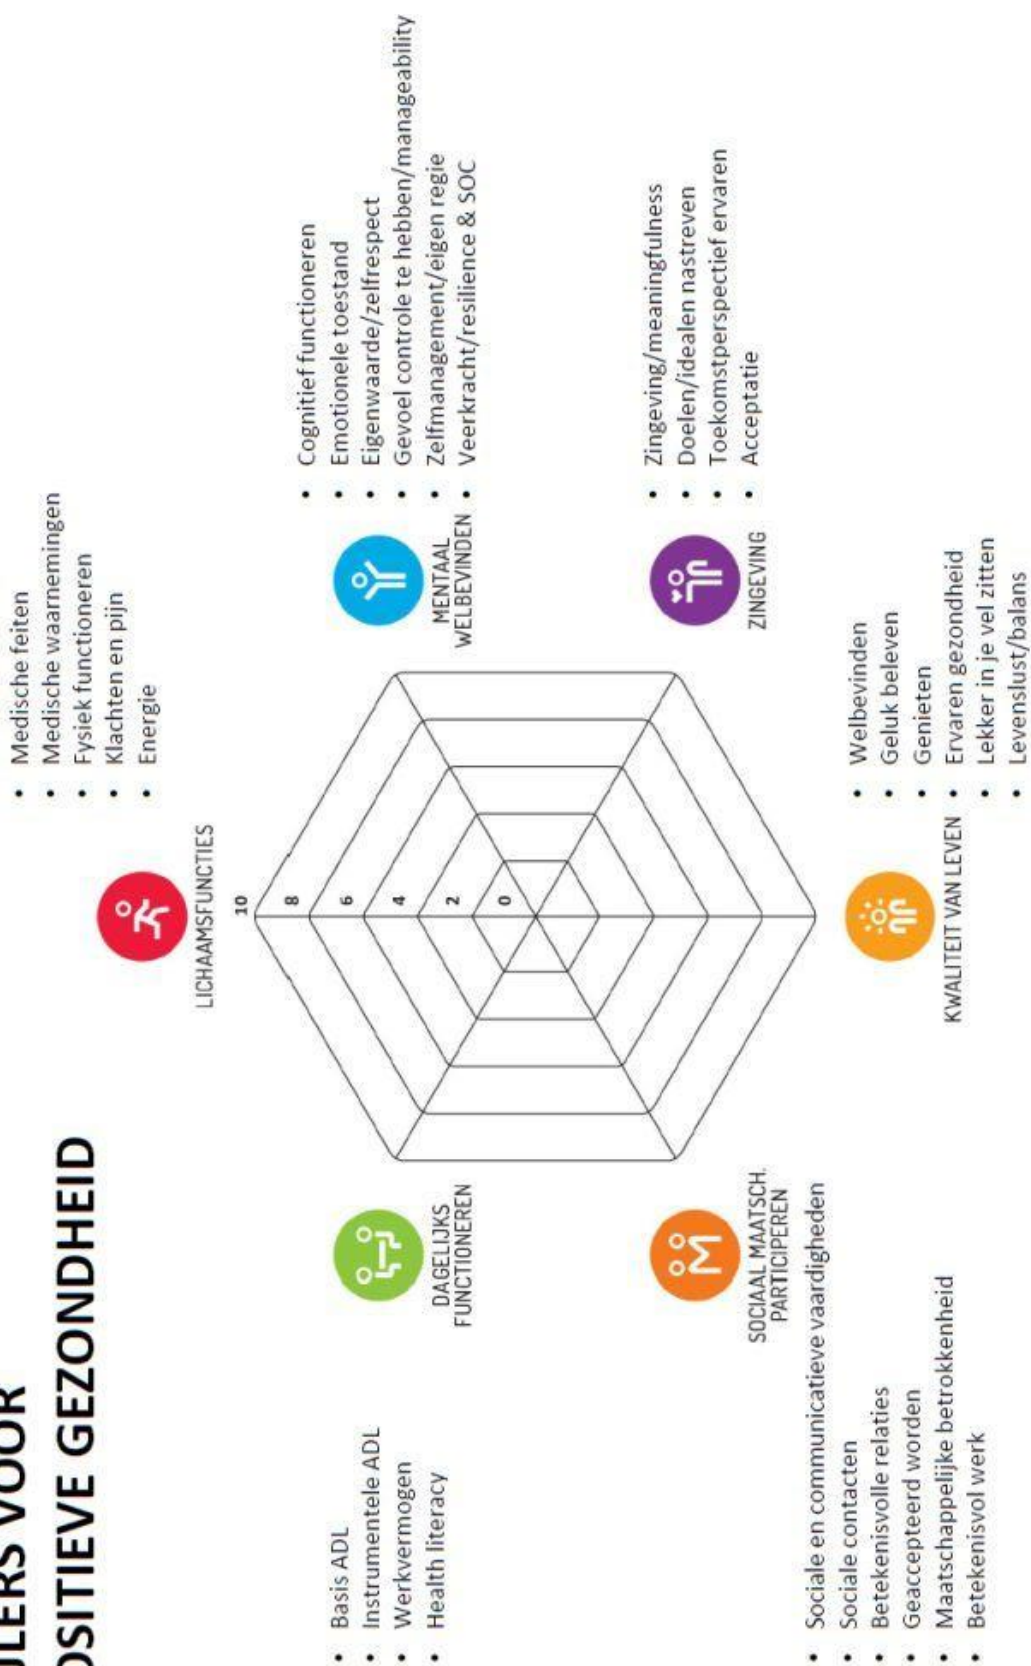 JLERS VOOR
OSITIEVE GEZONDHEID
LICHAAMSFUNCTIES
• Medische feiten
• Medische waarnemingen
• Fysiek functioneren
• Klachten en pijn
• Energie
MENTAAL
WELBEVINDEN
• Cognitief functioneren
• Emotionele toestand
• Eigenwaarde/zelfrespect
• Gevoel controle te hebben/manageability
• Zelfmanagement/eigen regie
• Veerkracht/resilience & SOC
ZINGEVING
• Zingeving/meaningfulness
• Doelen/idealen nastreven
• Toekomstperspectief ervaren
• Acceptatie
KWALITEIT VAN LEVEN
• Welbevinden
• Geluk beleven
• Genieten
• Ervaren gezondheid
• Lekker in je vel zitten
• Levenslust/balans
SOCIAAL MAATSCH.
PARTICIPEREN
• Sociale en communicatieve vaardigheden
• Sociale contacten
• Betekenisvolle relaties
• Geaccepteerd worden
• Maatschappelijke betrokkenheid
• Betekenisvol werk
DAGELIJKS
FUNCTIONEREN
• Basis ADL
• Instrumentele ADL
• Werkvermogen
• Health literacy
10
8
6
4
2
0